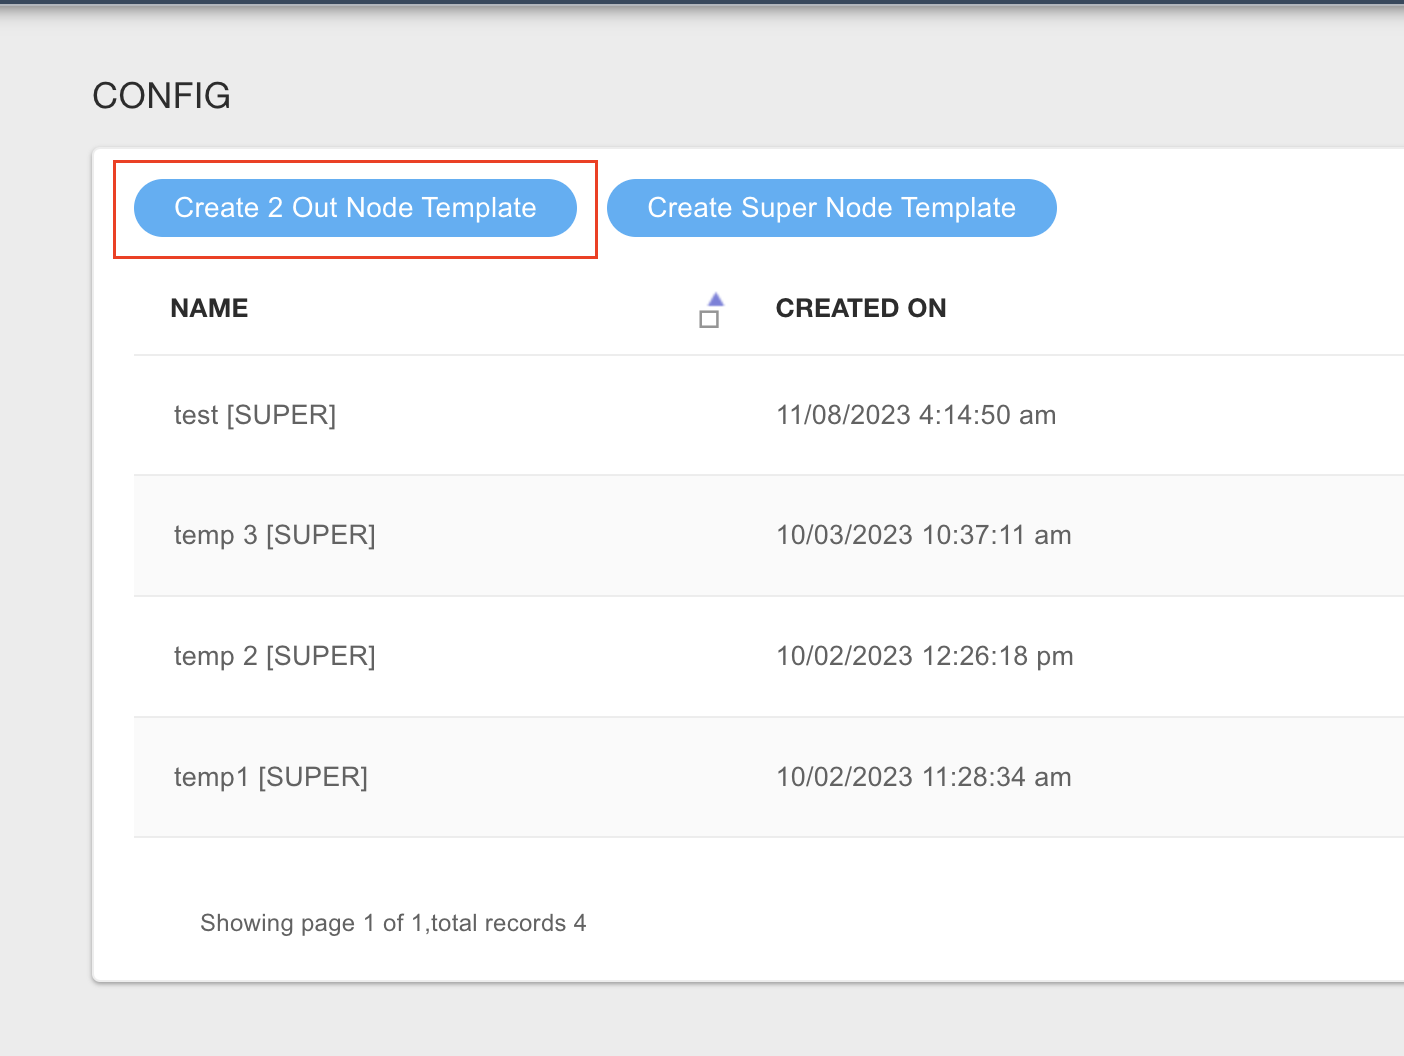 CONFIG
Create 2 Out Node Template Create Super Node Template
NAME CREATED ON
test [SUPER] 11/08/2023 4:14:50 am
temp 3 [SUPER] 10/03/2023 10:37:11 am
temp 2 [SUPER] 10/02/2023 12:26:18 pm
temp1 [SUPER] 10/02/2023 11:28:34 am
Showing page 1 of 1,total records 4